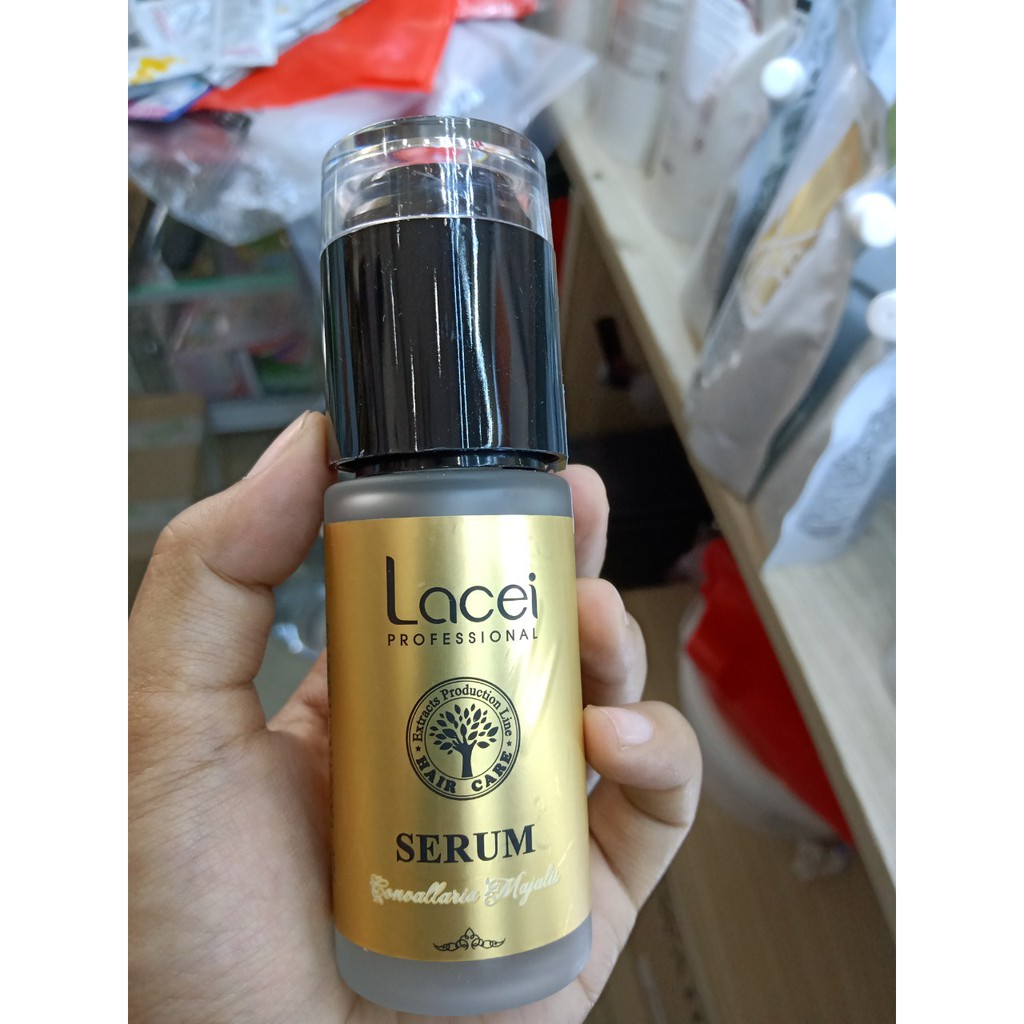 Lacei
PROFESSIONAL
Extracts Production Line
★ HAIR CARE ★
SERUM
Convallaria Majalis